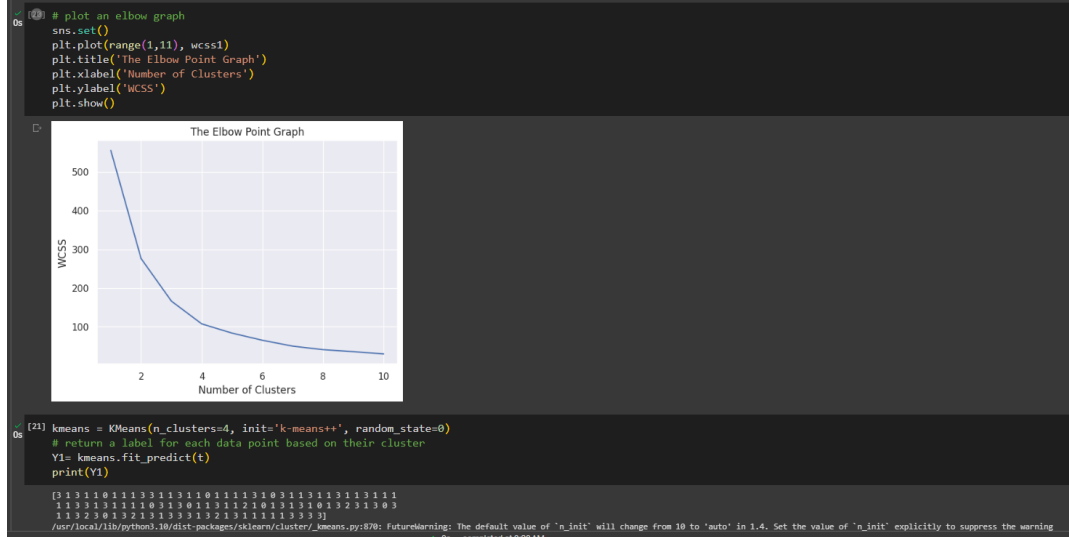 0s
# plot an elbow graph
sns.set()
plt.plot(range(1,11), wcss1)
plt.title('The Elbow Point Graph')
plt.xlabel('Number of Clusters')
plt.ylabel('WCSS')
plt.show()
The Elbow Point Graph
500
400
300
200
100
WCSS
2 4 6 8 10
Number of Clusters
0s
[21] kmeans = KMeans(n_clusters=4, init='k-means++', random_state=0)
# return a label for each data point based on their cluster
Y1= kmeans.fit_predict(t)
print(Y1)
[3 1 3 1 1 0 1 1 1 3 3 1 1 3 1 1 0 1 1 1 1 3 1 0 3 1 1 3 1 1 3 1 1 3 1 1 1
1 1 3 3 1 3 1 1 1 1 0 3 1 3 0 1 1 3 1 1 2 1 0 1 3 1 3 1 0 1 3 2 3 1 3 0 3
1 1 3 2 3 0 1 3 2 1 3 1 3 3 3 1 3 2 1 3 1 1 1 1 1 3 3 3 3]
/usr/local/lib/python3.10/dist-packages/sklearn/cluster/_kmeans.py:870: FutureWarning: The default value of `n_init` will change from 10 to 'auto' in 1.4. Set the value of `n_init` explicitly to suppress the warning